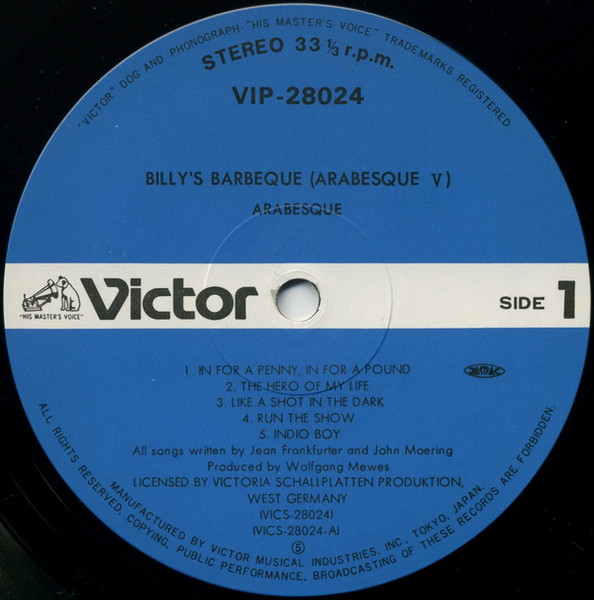 "VICTOR" DOG AND PHONOGRAPH-"HIS MASTER'S VOICE" TRADEMARKS REGISTERED
STEREO 33 1/3 r.p.m.
VIP-28024
BILLY'S BARBEQUE (ARABESQUE V)
ARABESQUE
"HIS MASTER'S VOICE"
Victor
SIDE 1
1 IN FOR A PENNY, IN FOR A POUND
JASRAC
2. THE HERO OF MY LIFE
3. LIKE A SHOT IN THE DARK
4. RUN THE SHOW
5. INDIO BOY
All songs written by Jean Frankfurter and John Moering
Produced by Wolfgang Mewes
LICENSED BY VICTORIA SCHALLPLATTEN PRODUKTION,
WEST GERMANY
(VICS-28024)
(VICS-28024-A)
S
MANUFACTURED BY VICTOR MUSICAL INDUSTRIES, INC., TOKYO, JAPAN.
ALL RIGHTS RESERVED. COPYING, PUBLIC PERFORMANCE, BROADCASTING OF THESE RECORDS ARE FORBIDDEN.